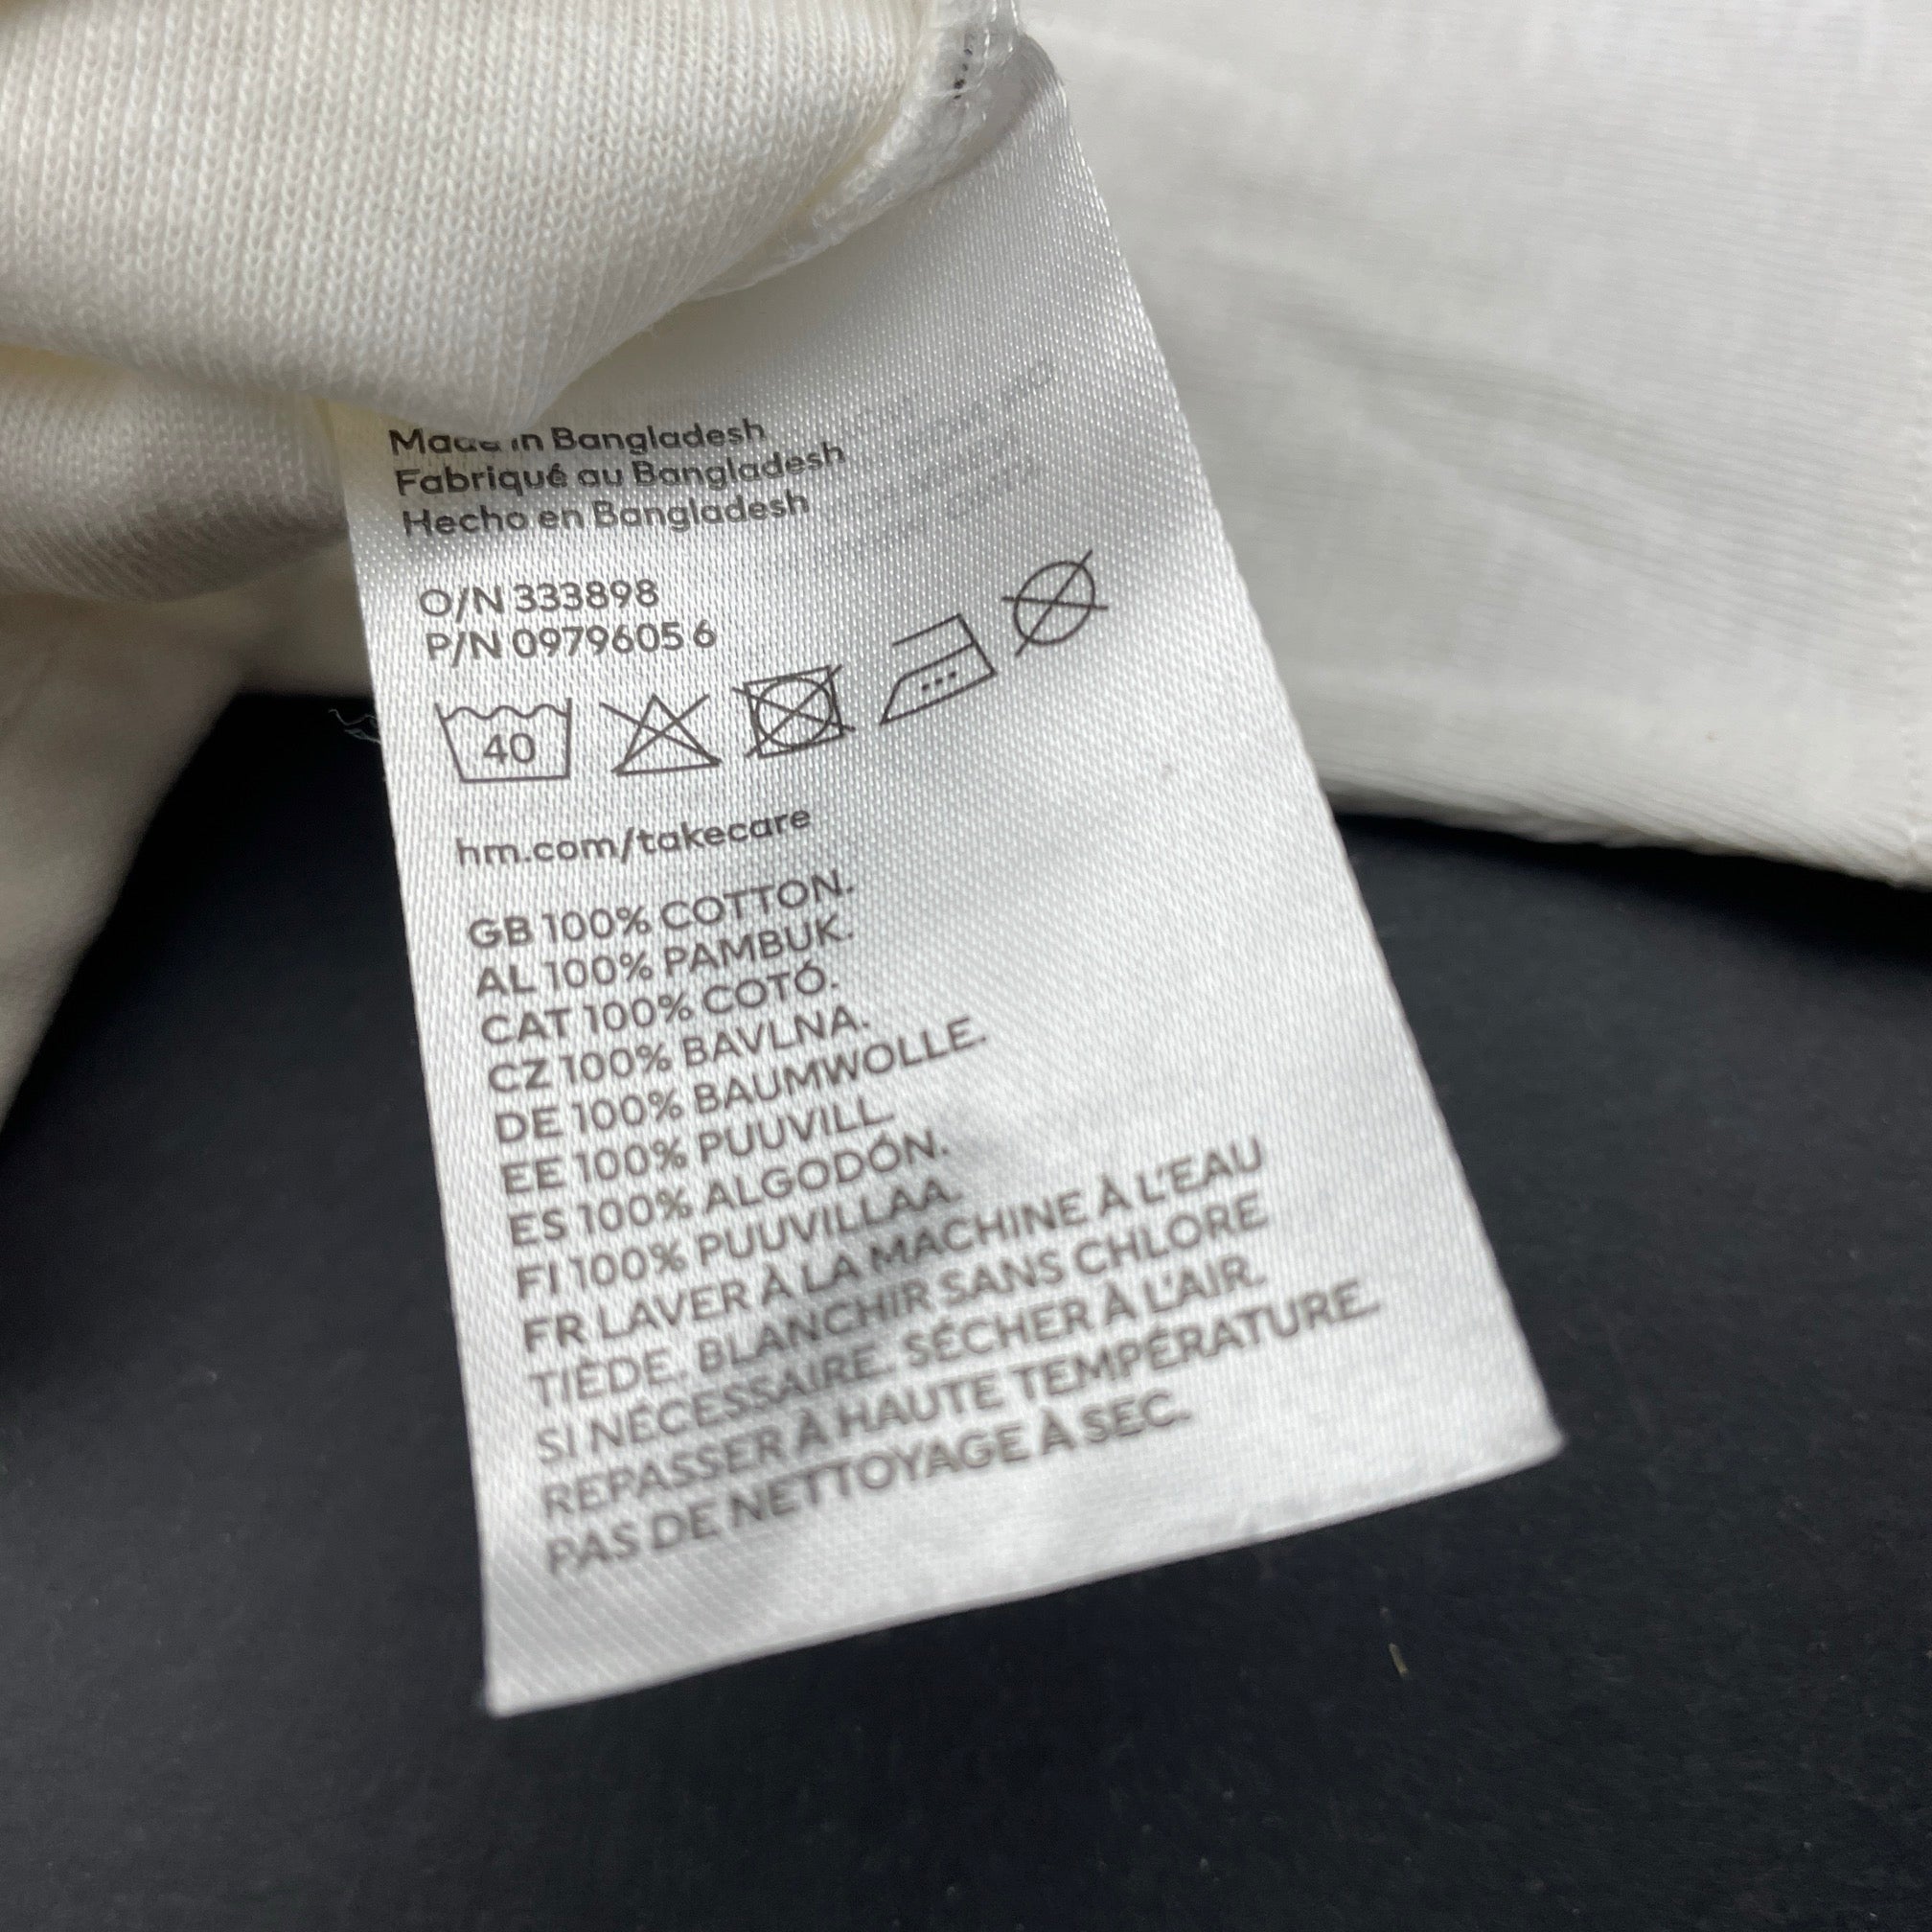 Made in Bangladesh
Fabriqué au Bangladesh
Hecho en Bangladesh
O/N 333898
P/N 0979605 6
40
hm.com/takecare
GB 100% COTTON.
AL 100% PAMBUK.
CAT 100% COTÓ.
CZ 100% BAVLNA.
DE 100% BAUMWOLLE.
EE 100% PUUVILL.
ES 100% ALGODÓN.
FI 100% PUUVILLAA.
FR LAVER À LA MACHINE À L'EAU
TIÈDE. BLANCHIR SANS CHLORE
SI NÉCESSAIRE. SÉCHER À L'AIR.
REPASSER À HAUTE TEMPÉRATURE.
PAS DE NETTOYAGE À SEC.